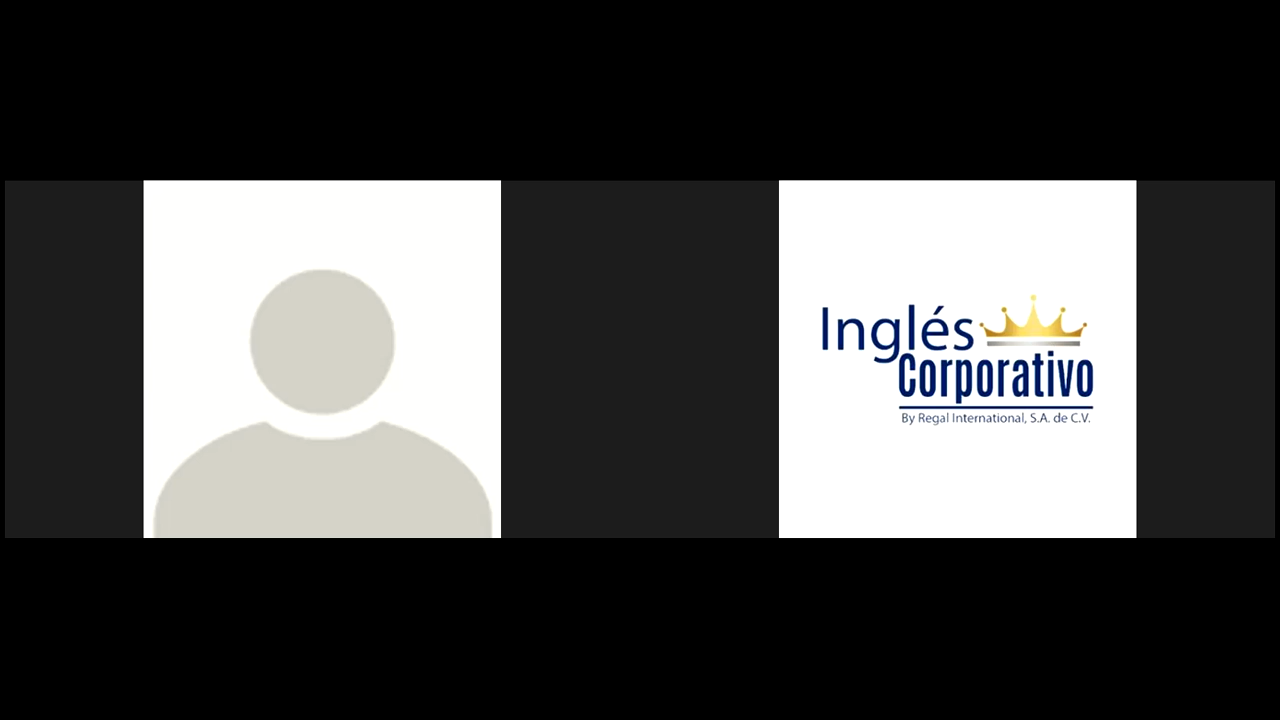 Inglés
Corporativo
By Regal International, S.A. de C.V.